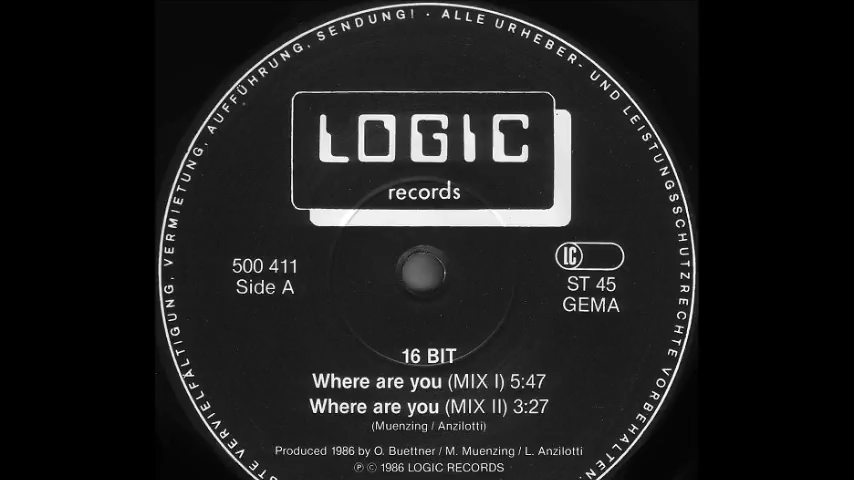 VERVIELFÄLTIGUNG, VERMIETUNG, AUFFÜHRUNG, SENDUNG! · ALLE URHEBER- UND LEISTUNGSSCHUTZRECHTE VORBEHALTEN.
LOGIC
records
LC
500 411
Side A
ST 45
GEMA
16 BIT
Where are you (MIX I) 5:47
Where are you (MIX II) 3:27
(Muenzing / Anzilotti)
Produced 1986 by O. Buettner / M. Muenzing / L. Anzilotti
Ⓟ © 1986 LOGIC RECORDS